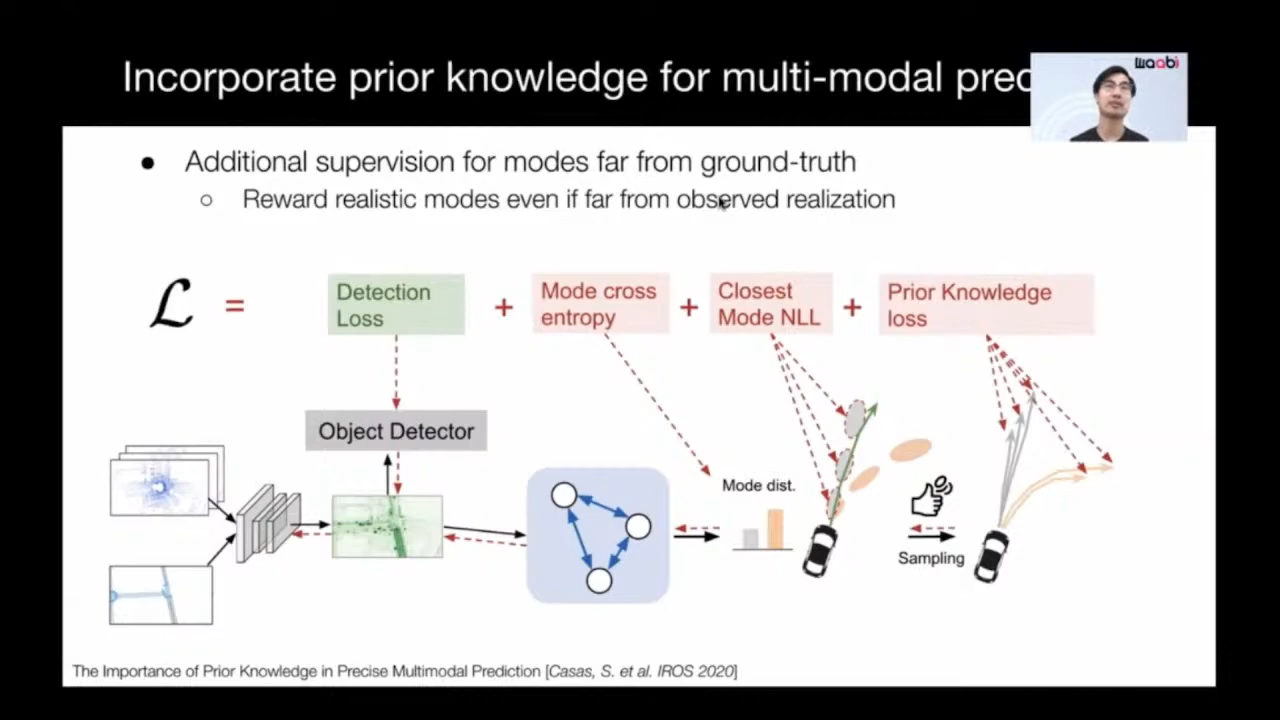 Incorporate prior knowledge for multi-modal prec
waabi
● Additional supervision for modes far from ground-truth
○ Reward realistic modes even if far from observed realization
ℒ = Detection Loss + Mode cross entropy + Closest Mode NLL + Prior Knowledge loss
Object Detector
Mode dist.
Sampling
The Importance of Prior Knowledge in Precise Multimodal Prediction [Casas, S. et al. IROS 2020]